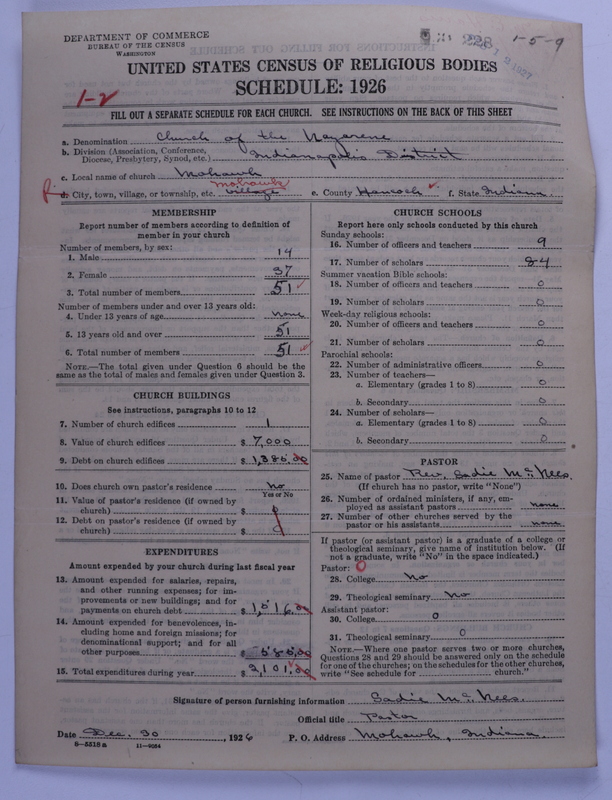 DEPARTMENT OF COMMERCE
BUREAU OF THE CENSUS
WASHINGTON
228
1-5-9
UNITED STATES CENSUS OF RELIGIOUS BODIES
SCHEDULE: 1926
1-2
FILL OUT A SEPARATE SCHEDULE FOR EACH CHURCH. SEE INSTRUCTIONS ON THE BACK OF THIS SHEET
a. Denomination Church of the Nazarene
b. Division (Association, Conference, Diocese, Presbytery, Synod, etc.) Indianapolis District
c. Local name of church Mohawk
Mohawk
d. City, town, village, or township, etc. village e. County Hancock f. State Indiana
MEMBERSHIP
Report number of members according to definition of
member in your church
Number of members, by sex:
1. Male 14
2. Female 37
3. Total number of members 51
Number of members under and over 13 years old:
4. Under 13 years of age none
5. 13 years old and over 51
6. Total number of members 51
NOTE.—The total given under Question 6 should be
same as the total of males and females given under Question 3.
CHURCH BUILDINGS
See instructions, paragraphs 10 to 12
7. Number of church edifices 1
8. Value of church edifices $ 7,000
9. Debt on church edifices $ 1,380.00
10. Does church own pastor's residence No
Yes or No
11. Value of pastor's residence (if owned by
church) $ 0
12. Debt on pastor's residence (if owned by
church) $ 0
EXPENDITURES
Amount expended by your church during last fiscal year
13. Amount expended for salaries, repairs,
and other running expenses; for im-
provements or new buildings; and for
payments on church debt $
14. Amount expended for benevolences, in-
cluding home and foreign missions; for
denominational support; and for all
other purposes $
15. Total expenditures during year $ 2,101.00
CHURCH SCHOOLS
Report here only schools conducted by this church
Sunday schools:
16. Number of officers and teachers 9
17. Number of scholars 84
Summer vacation Bible schools:
18. Number of officers and teachers 0
19. Number of scholars 0
Week-day religious schools:
20. Number of officers and teachers 0
21. Number of scholars 0
Parochial schools:
22. Number of administrative officers 0
23. Number of teachers—
a. Elementary (grades 1 to 8) 0
b. Secondary 0
24. Number of scholars—
a. Elementary (grades 1 to 8) 0
b. Secondary 0
PASTOR
25. Name of pastor Rev. Sadie McNees.
(If church has no pastor, write "None")
26. Number of ordained ministers, if any, em-
ployed as assistant pastors none
27. Number of other churches served by the
pastor or his assistants none
If pastor (or assistant pastor) is a graduate of a college or
theological seminary, give name of institution below. (If
not a graduate, write "No" in the space indicated.)
Pastor: 0
28. College No
29. Theological seminary No
Assistant pastor:
30. College 0
31. Theological seminary 0
NOTE.—Where one pastor serves two or more churches,
Questions 28 and 29 should be answered only on the schedule
for one of the churches; on the schedules for the other churches,
write "See schedule for church."
Signature of person furnishing information Sadie McNees.
Official title Pastor
Date Dec. 30, 1926 P. O. Address Mohawk, Indiana.
8-5518a 11-9054